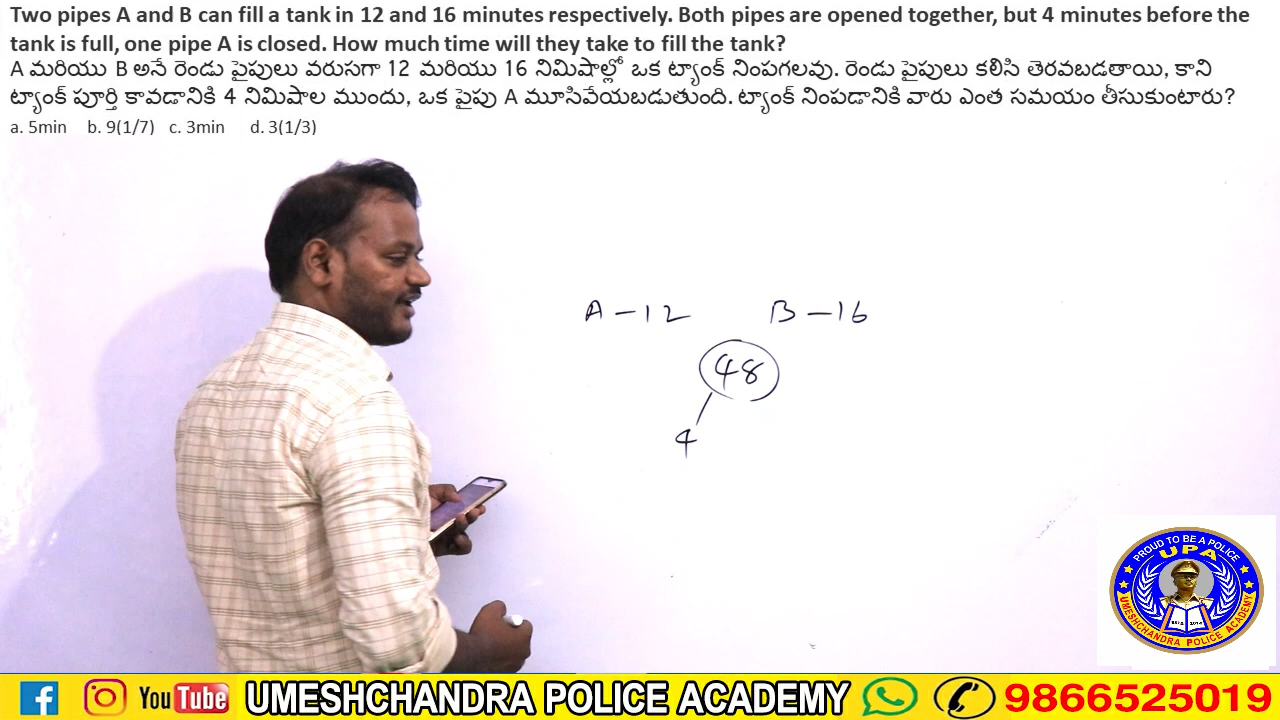 Two pipes A and B can fill a tank in 12 and 16 minutes respectively. Both pipes are opened together, but 4 minutes before the
tank is full, one pipe A is closed. How much time will they take to fill the tank?
A మరియు B అనే రెండు పైపులు వరుసగా 12 మరియు 16 నిమిషాల్లో ఒక ట్యాంక్ నింపగలవు. రెండు పైపులు కలిసి తెరవబడతాయి, కాని
ట్యాంక్ పూర్తి కావడానికి 4 నిమిషాల ముందు, ఒక పైపు A మూసివేయబడుతుంది. ట్యాంక్ నింపడానికి వారు ఎంత సమయం తీసుకుంటారు?
a. 5min b. 9(1/7) c. 3min d. 3(1/3)
A - 12 B - 16
48
4
PROUD TO BE A POLICE
UPA
UMESHCHANDRA POLICE ACADEMY
YouTube UMESHCHANDRA POLICE ACADEMY 9866525019